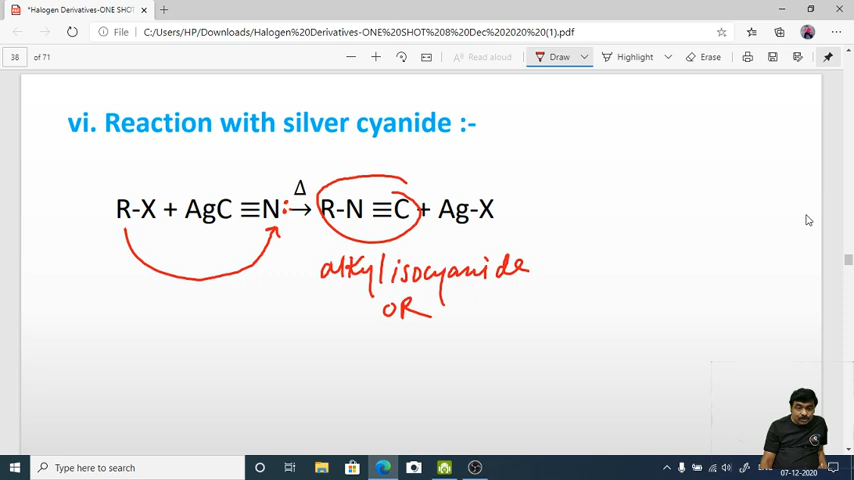 *Halogen Derivatives-ONE SHOT
File C:/Users/HP/Downloads/Halogen%20Derivatives-ONE%20SHOT%208%20Dec%202020%20(1).pdf
38 of 71 Read aloud Draw Highlight Erase
vi. Reaction with silver cyanide :-
Δ
R-X + AgC ≡N: → R-N ≡C + Ag-X
alkylisocyanide
OR
Type here to search
07-12-2020